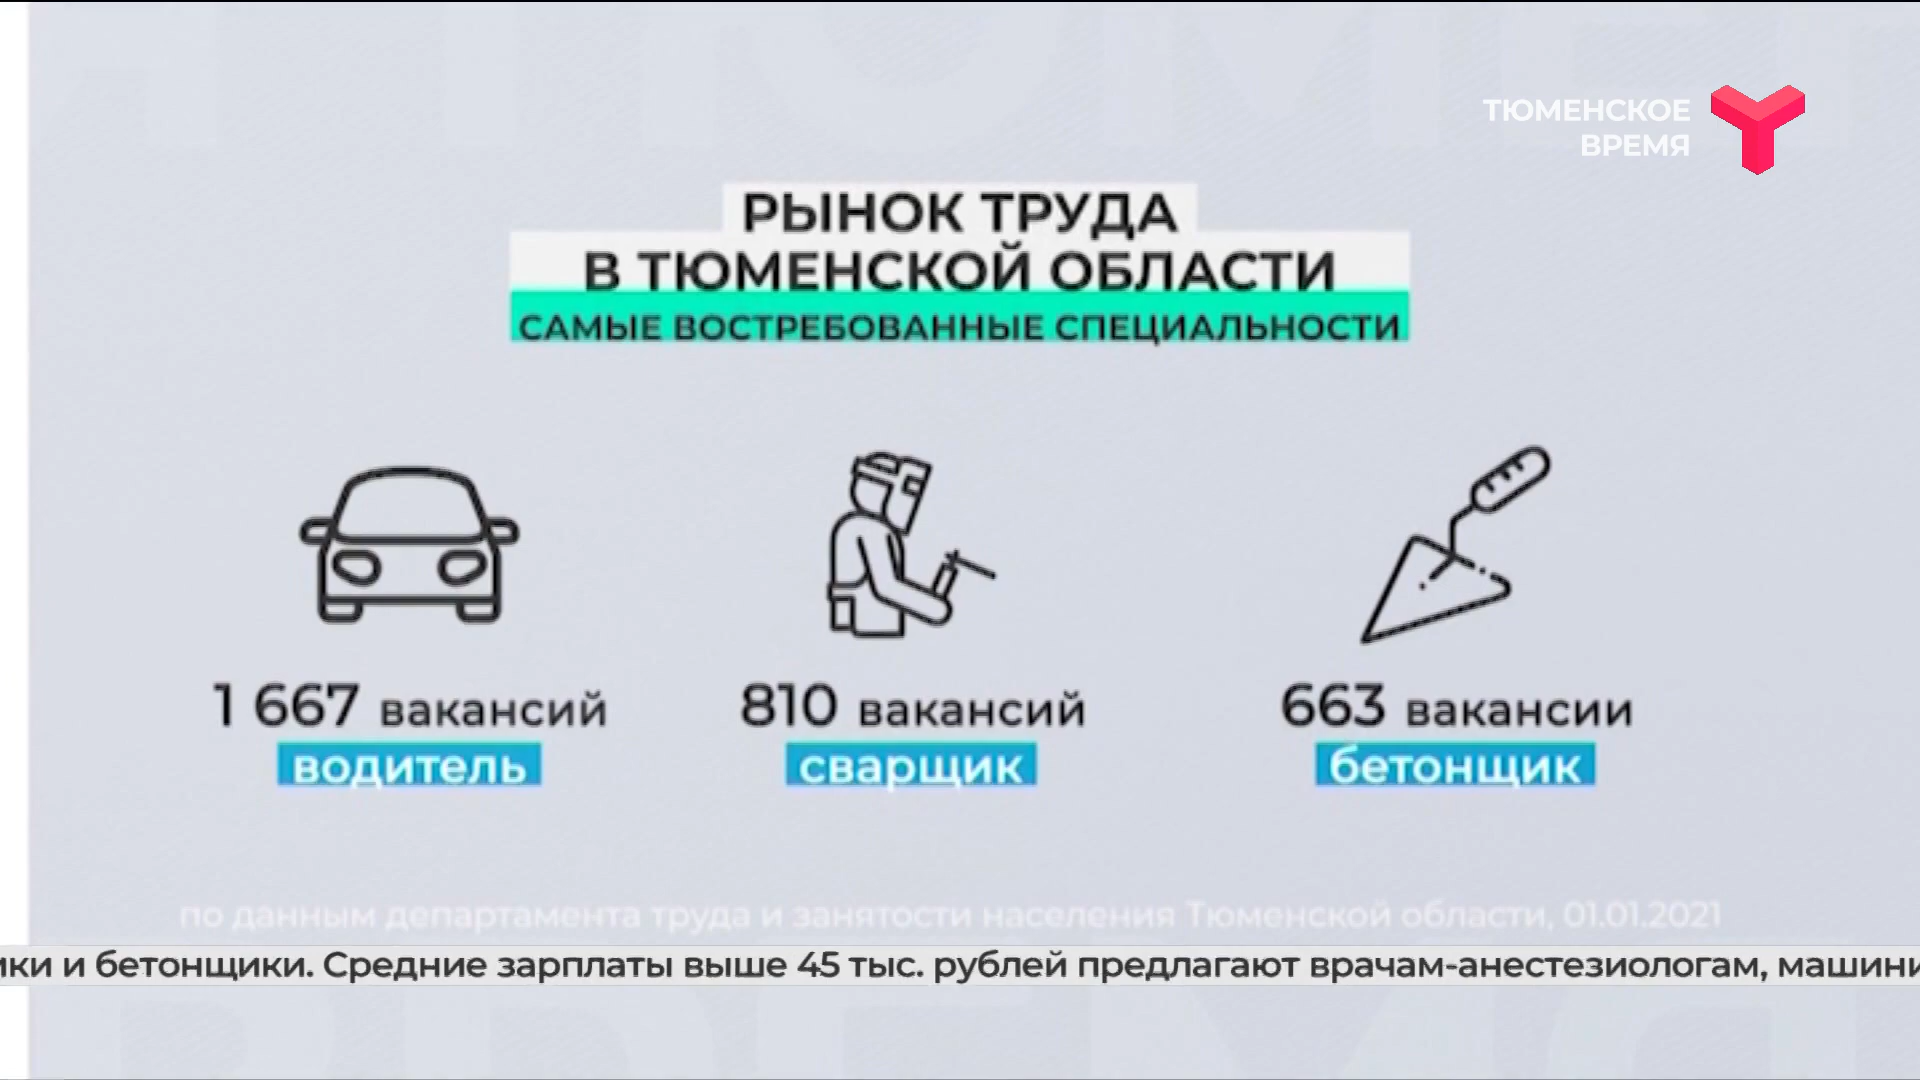 ТЮМЕНСКОЕ
ВРЕМЯ
РЫНОК ТРУДА
В ТЮМЕНСКОЙ ОБЛАСТИ
САМЫЕ ВОСТРЕБОВАННЫЕ СПЕЦИАЛЬНОСТИ
1 667 вакансий
водитель
810 вакансий
сварщик
663 вакансии
бетонщик
по данным департамента труда и занятости населения Тюменской области, 01.01.2021
ики и бетонщики. Средние зарплаты выше 45 тыс. рублей предлагают врачам-анестезиологам, машини